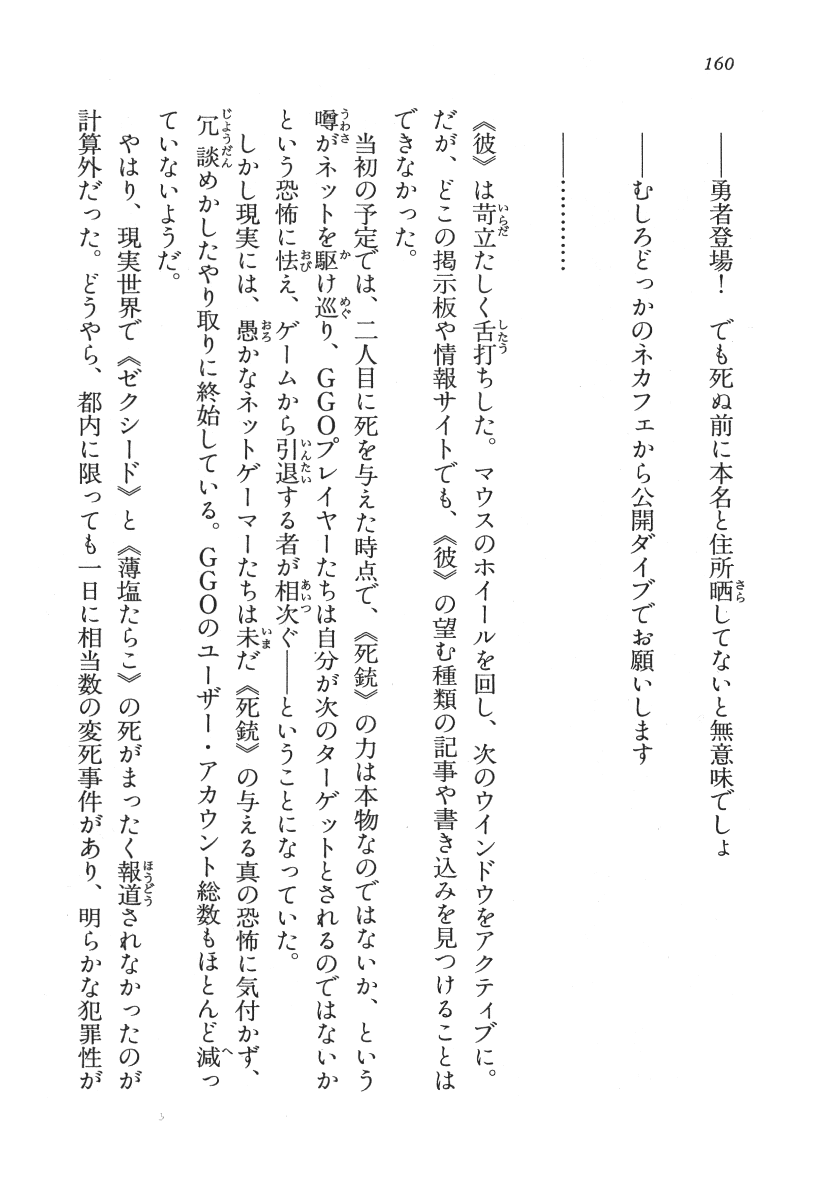 160
――勇者登場！　でも死ぬ前に本名と住所晒してないと無意味でしょ
――むしろどっかのネカフェから公開ダイブでお願いします
――…………
《彼》は苛立たしく舌打ちした。マウスのホイールを回し、次のウインドウをアクティブに。
だが、どこの掲示板や情報サイトでも、《彼》の望む種類の記事や書き込みを見つけることは
できなかった。
当初の予定では、二人目に死を与えた時点で、《死銃》の力は本物なのではないか、という
噂がネットを駆け巡り、ＧＧＯプレイヤーたちは自分が次のターゲットとされるのではないか
という恐怖に怯え、ゲームから引退する者が相次ぐ――ということになっていた。
しかし現実には、愚かなネットゲーマーたちは未だ《死銃》の与える真の恐怖に気付かず、
冗談めかしたやり取りに終始している。ＧＧＯのユーザー・アカウント総数もほとんど減っ
ていないようだ。
やはり、現実世界で《ゼクシード》と《薄塩たらこ》の死がまったく報道されなかったのが
計算外だった。どうやら、都内に限っても一日に相当数の変死事件があり、明らかな犯罪性が